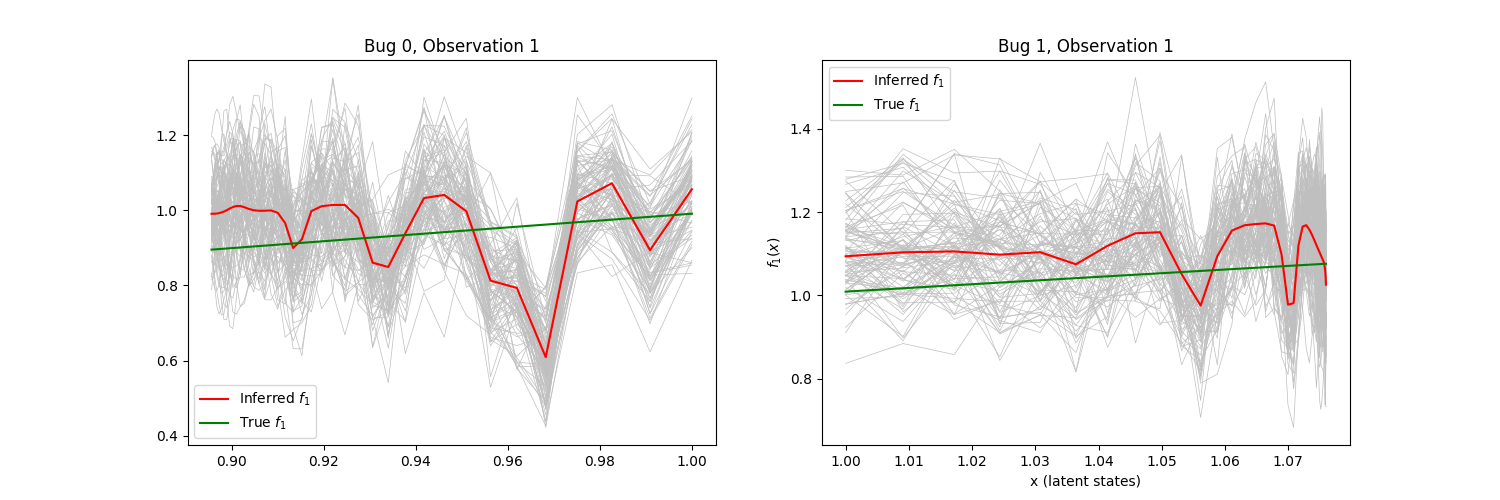 Bug 0, Observation 1
1.2
1.0
0.8
0.6
0.4
Inferred f₁
True f₁
0.90 0.92 0.94 0.96 0.98 1.00
Bug 1, Observation 1
Inferred f₁
True f₁
f₁(x)
1.4
1.2
1.0
0.8
1.00 1.01 1.02 1.03 1.04 1.05 1.06 1.07
x (latent states)